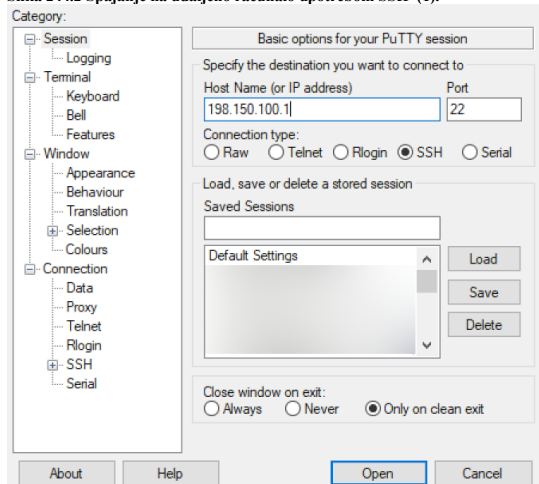 Category:
Session
Logging
Terminal
Keyboard
Bell
Features
Window
Appearance
Behaviour
Translation
Selection
Colours
Connection
Data
Proxy
Telnet
Rlogin
SSH
Serial
Basic options for your PuTTY session
Specify the destination you want to connect to
Host Name (or IP address) Port
198.150.100.1 22
Connection type:
Raw Telnet Rlogin SSH Serial
Load, save or delete a stored session
Saved Sessions
Default Settings
Load
Save
Delete
Close window on exit:
Always Never Only on clean exit
About Help Open Cancel